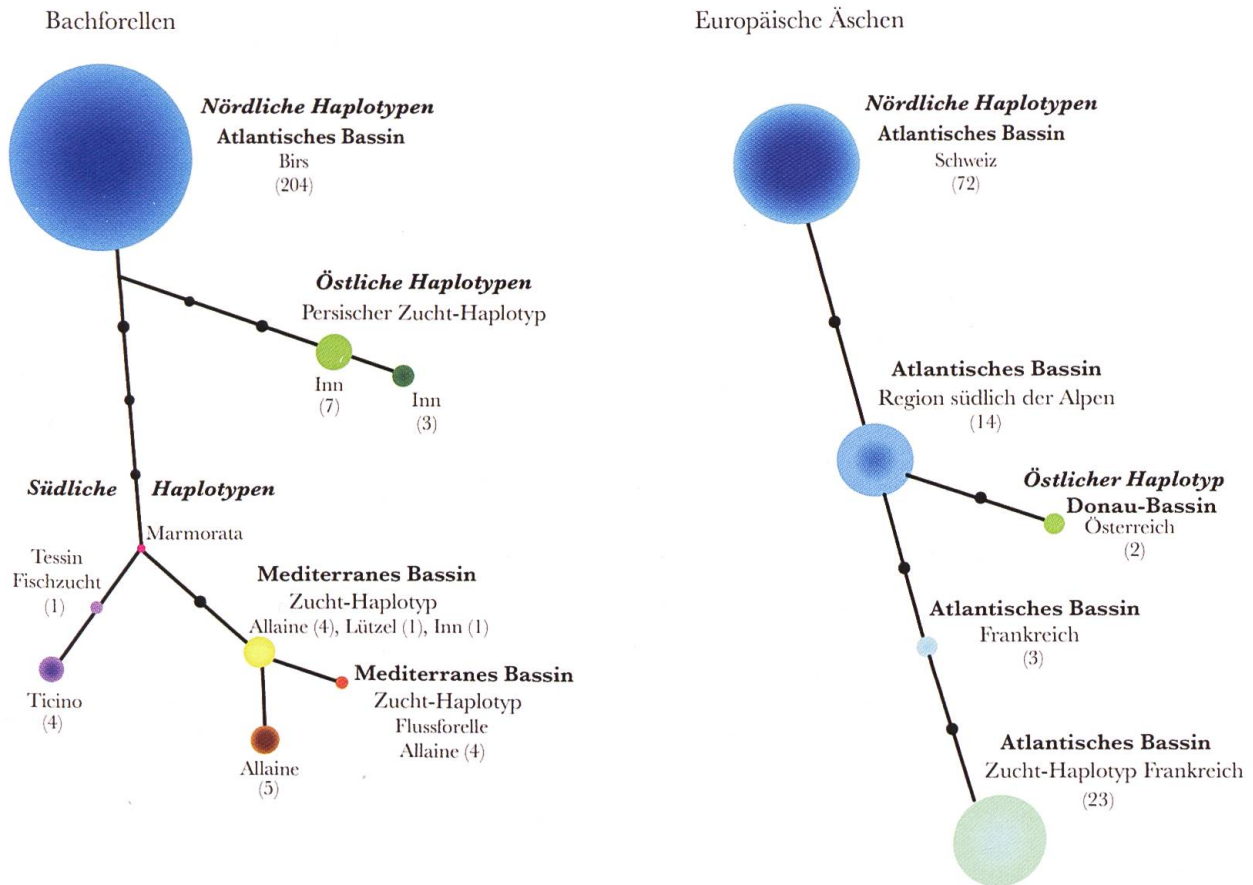 Bachforellen
Nördliche Haplotypen
Atlantisches Bassin
Birs
(204)
Östliche Haplotypen
Persischer Zucht-Haplotyp
Inn
(7)
Inn
(3)
Südliche Haplotypen
Marmorata
Tessin
Fischzucht
(1)
Ticino
(4)
Mediterranes Bassin
Zucht-Haplotyp
Allaine (4), Lützel (1), Inn (1)
Mediterranes Bassin
Zucht-Haplotyp
Flussforelle
Allaine (4)
Allaine
(5)
Europäische Äschen
Nördliche Haplotypen
Atlantisches Bassin
Schweiz
(72)
Atlantisches Bassin
Region südlich der Alpen
(14)
Östlicher Haplotyp
Donau-Bassin
Österreich
(2)
Atlantisches Bassin
Frankreich
(3)
Atlantisches Bassin
Zucht-Haplotyp Frankreich
(23)